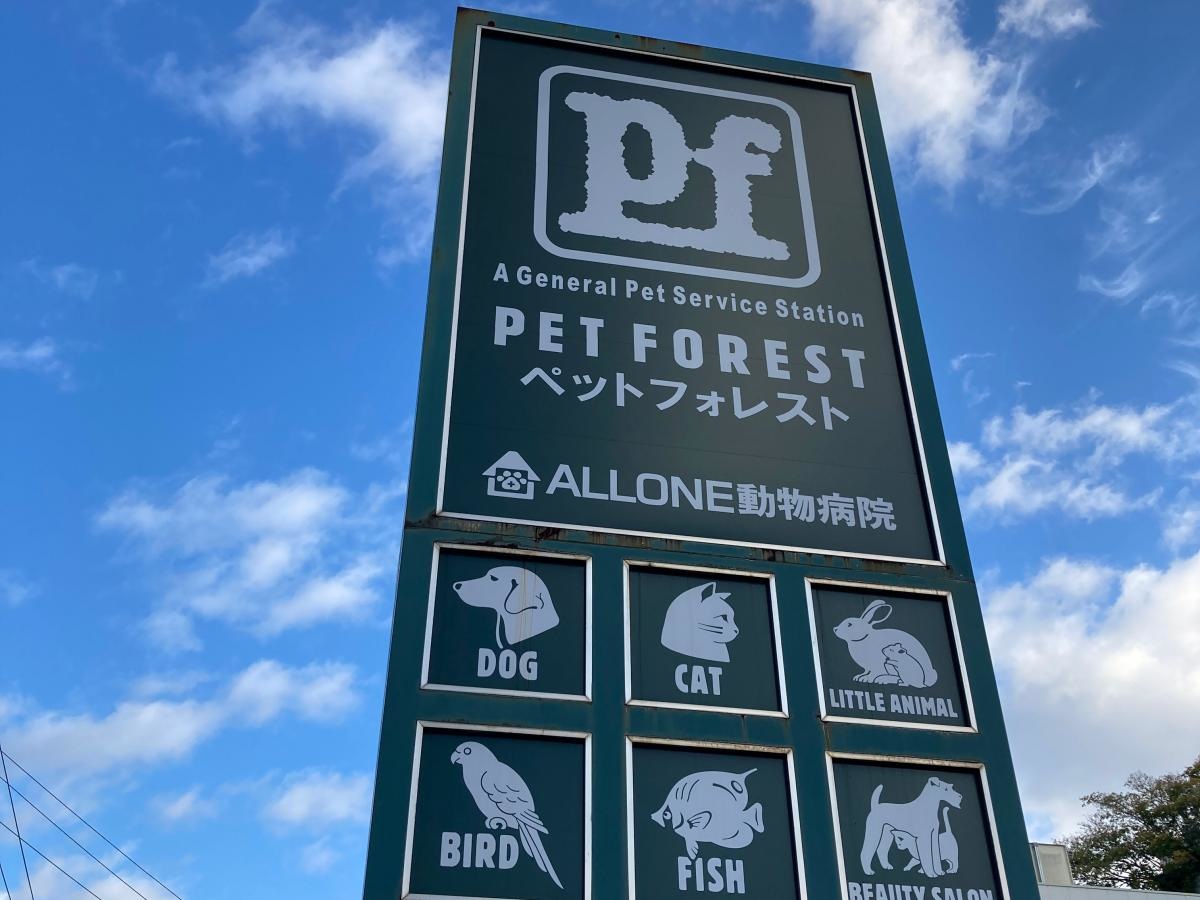 pf
A General Pet Service Station
PET FOREST
ペットフォレスト
ALLONE動物病院
DOG
CAT
LITTLE ANIMAL
BIRD
FISH
BEAUTY SALON